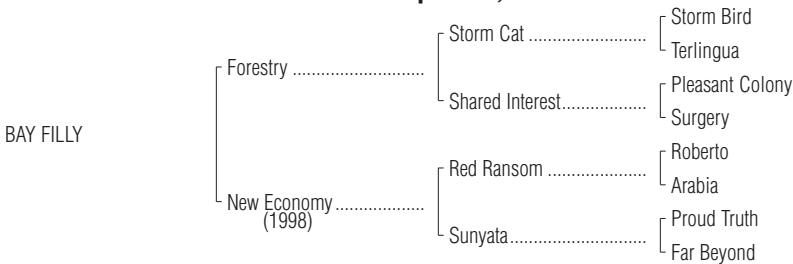 Storm Bird
Storm Cat ..........................
Terlingua
Forestry ............................
Pleasant Colony
Shared Interest..................
Surgery
BAY FILLY
Roberto
Red Ransom .....................
Arabia
New Economy ...................
(1998)
Proud Truth
Sunyata.............................
Far Beyond